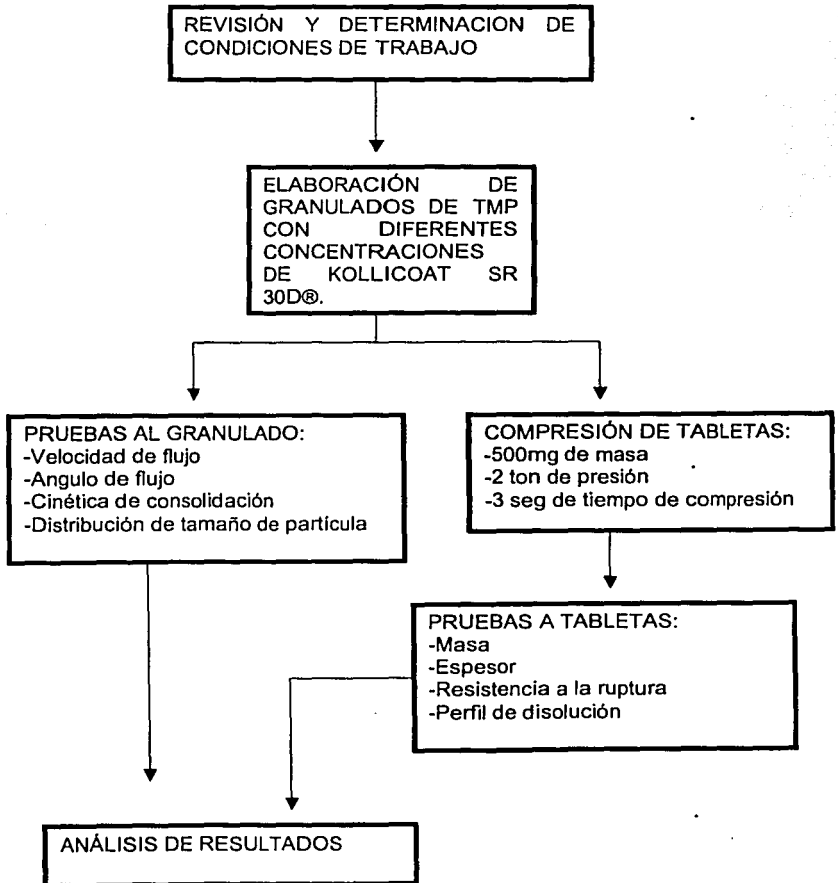 REVISIÓN Y DETERMINACION DE
CONDICIONES DE TRABAJO
ELABORACIÓN DE
GRANULADOS DE TMP
CON DIFERENTES
CONCENTRACIONES
DE KOLLICOAT SR
30D®.
PRUEBAS AL GRANULADO:
-Velocidad de flujo
-Angulo de flujo
-Cinética de consolidación
-Distribución de tamaño de partícula
COMPRESIÓN DE TABLETAS:
-500mg de masa
-2 ton de presión
-3 seg de tiempo de compresión
PRUEBAS A TABLETAS:
-Masa
-Espesor
-Resistencia a la ruptura
-Perfil de disolución
ANÁLISIS DE RESULTADOS